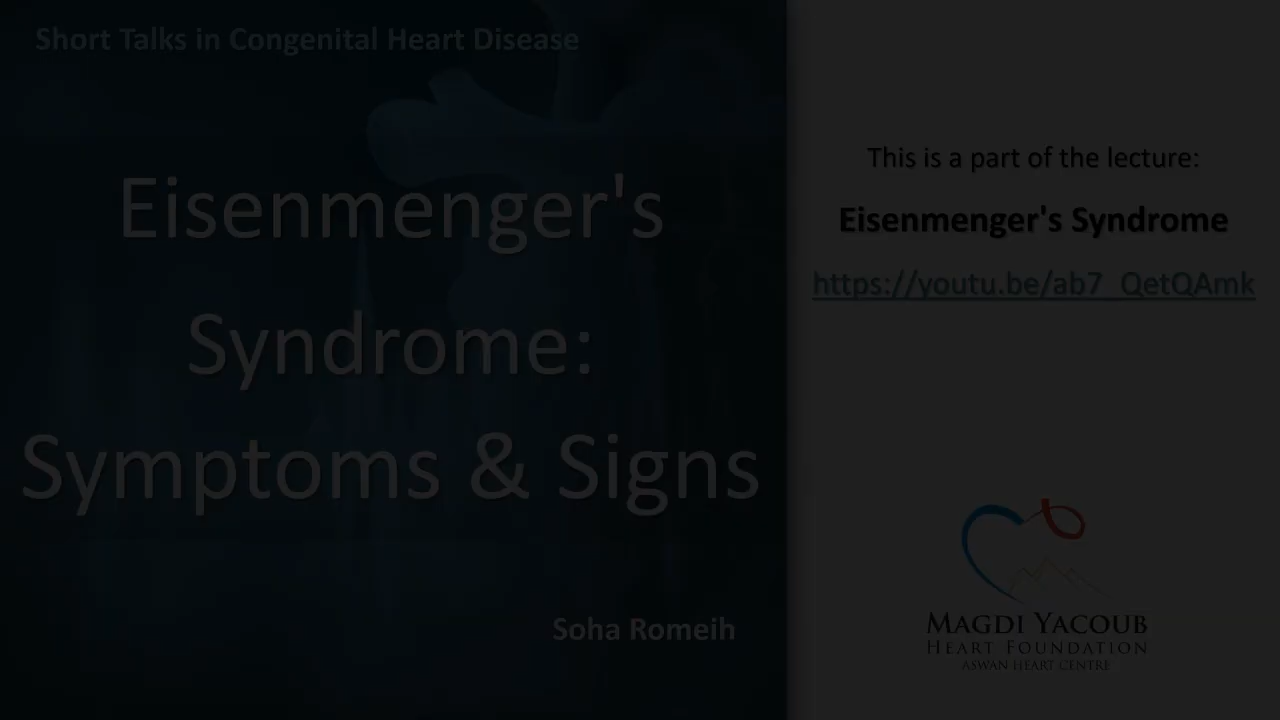 Short Talks in Congenital Heart Disease
Eisenmenger's
Syndrome:
Symptoms & Signs
Soha Romeih
This is a part of the lecture:
Eisenmenger's Syndrome
https://youtu.be/ab7_QetQAmk
MAGDI YACOUB
HEART FOUNDATION
ASWAN HEART CENTRE